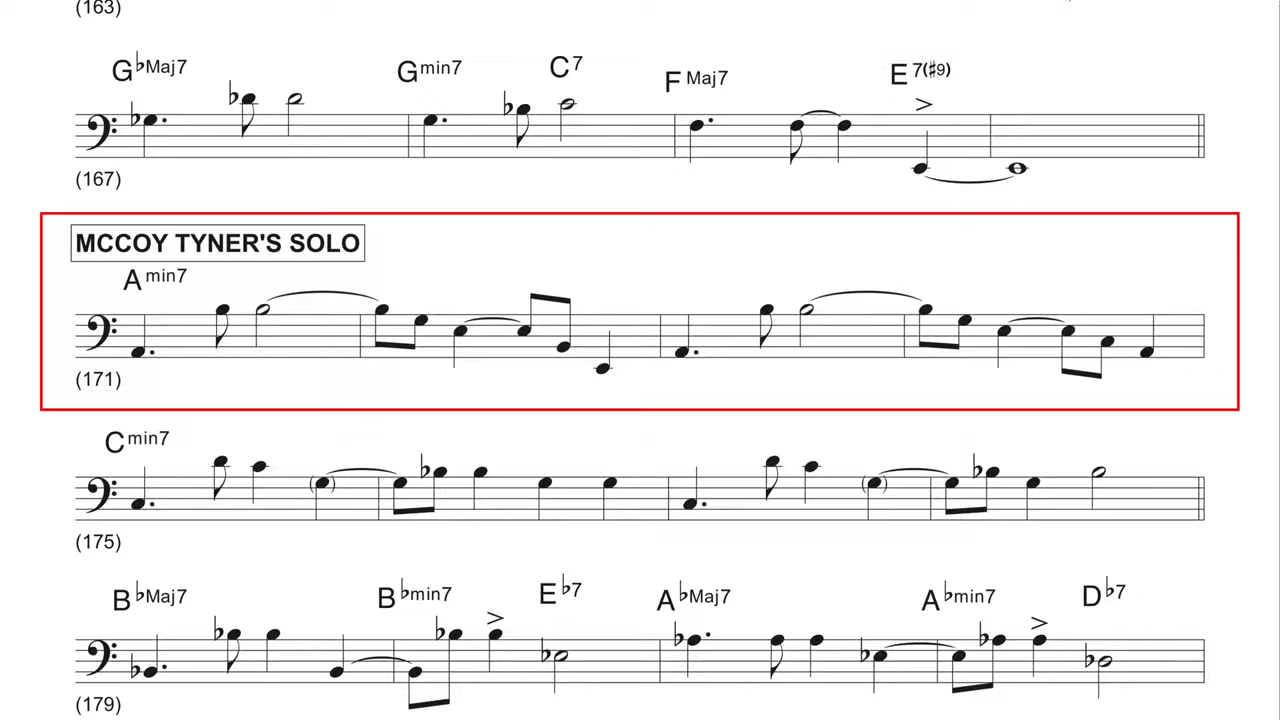 (163)
G♭Maj7 Gmin7 C7 FMaj7 E7(♯9)
(167)
MCCOY TYNER'S SOLO
Amin7
(171)
Cmin7
(175)
B♭Maj7 B♭min7 E♭7 A♭Maj7 A♭min7 D♭7
(179)